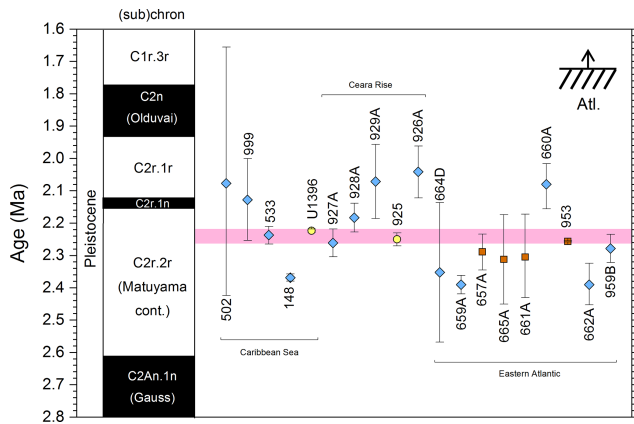 (sub)chron
1.6
1.7
1.8
1.9
2.0
2.1
2.2
2.3
2.4
2.5
2.6
2.7
2.8
Age (Ma)
Pleistocene
C1r.3r
C2n
(Olduvai)
C2r.1r
C2r.1n
C2r.2r
(Matuyama
cont.)
C2An.1n
(Gauss)
502
999
533
148
U1396
Caribbean Sea
Ceara Rise
927A
928A
929A
925
926A
664D
659A
657A
665A
661A
660A
953
662A
959B
Eastern Atlantic
Atl.